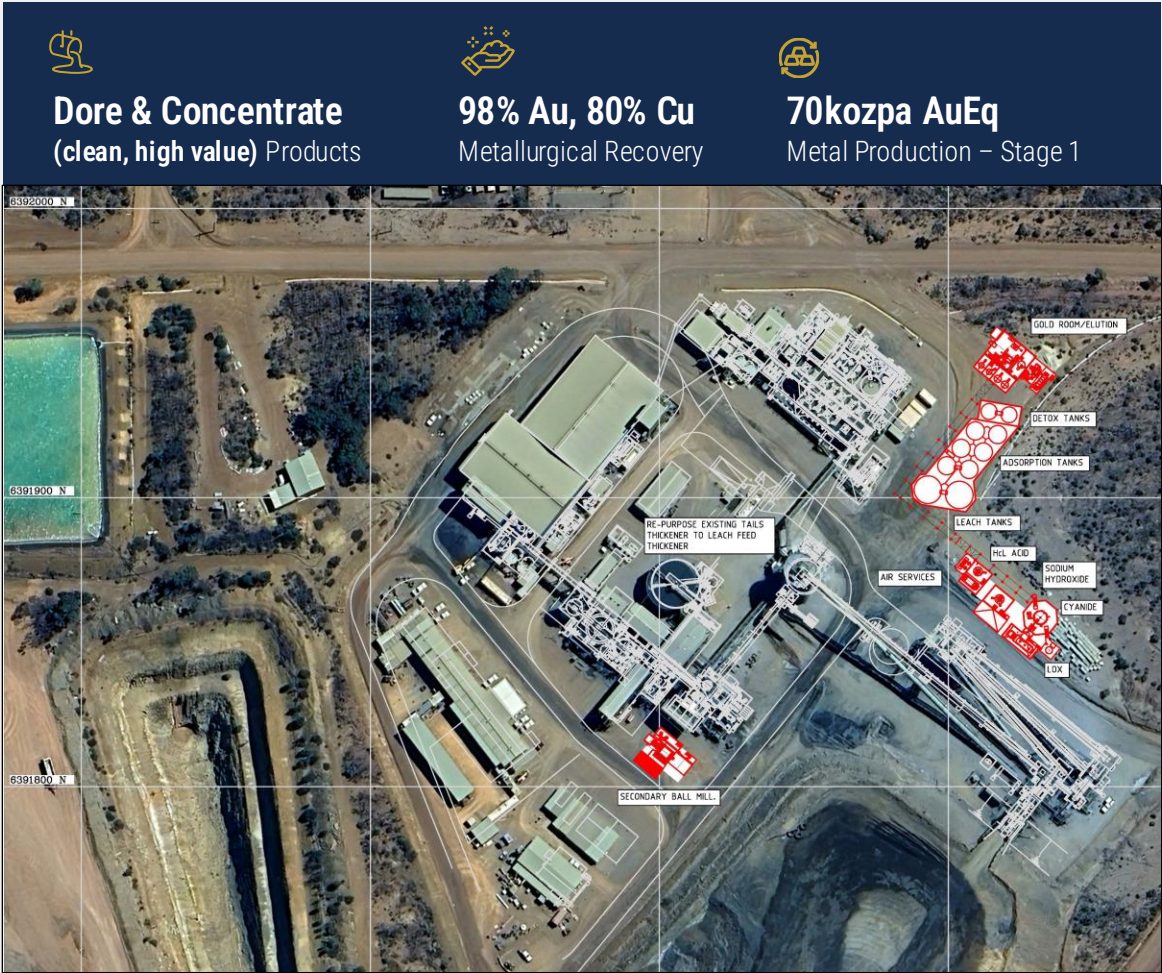 Dore & Concentrate
(clean, high value) Products
98% Au, 80% Cu
Metallurgical Recovery
70kozpa AuEq
Metal Production – Stage 1
6392000 N
GOLD ROOM/ELUTION
DETOX TANKS
ADSORPTION TANKS
6391900 N
LEACH TANKS
RE-PURPOSE EXISTING TAILS
THICKENER TO LEACH FEED
THICKENER
HcL ACID
SODIUM
HYDROXIDE
AIR SERVICES
CYANIDE
LOX
6391800 N
SECONDARY BALL MILL.